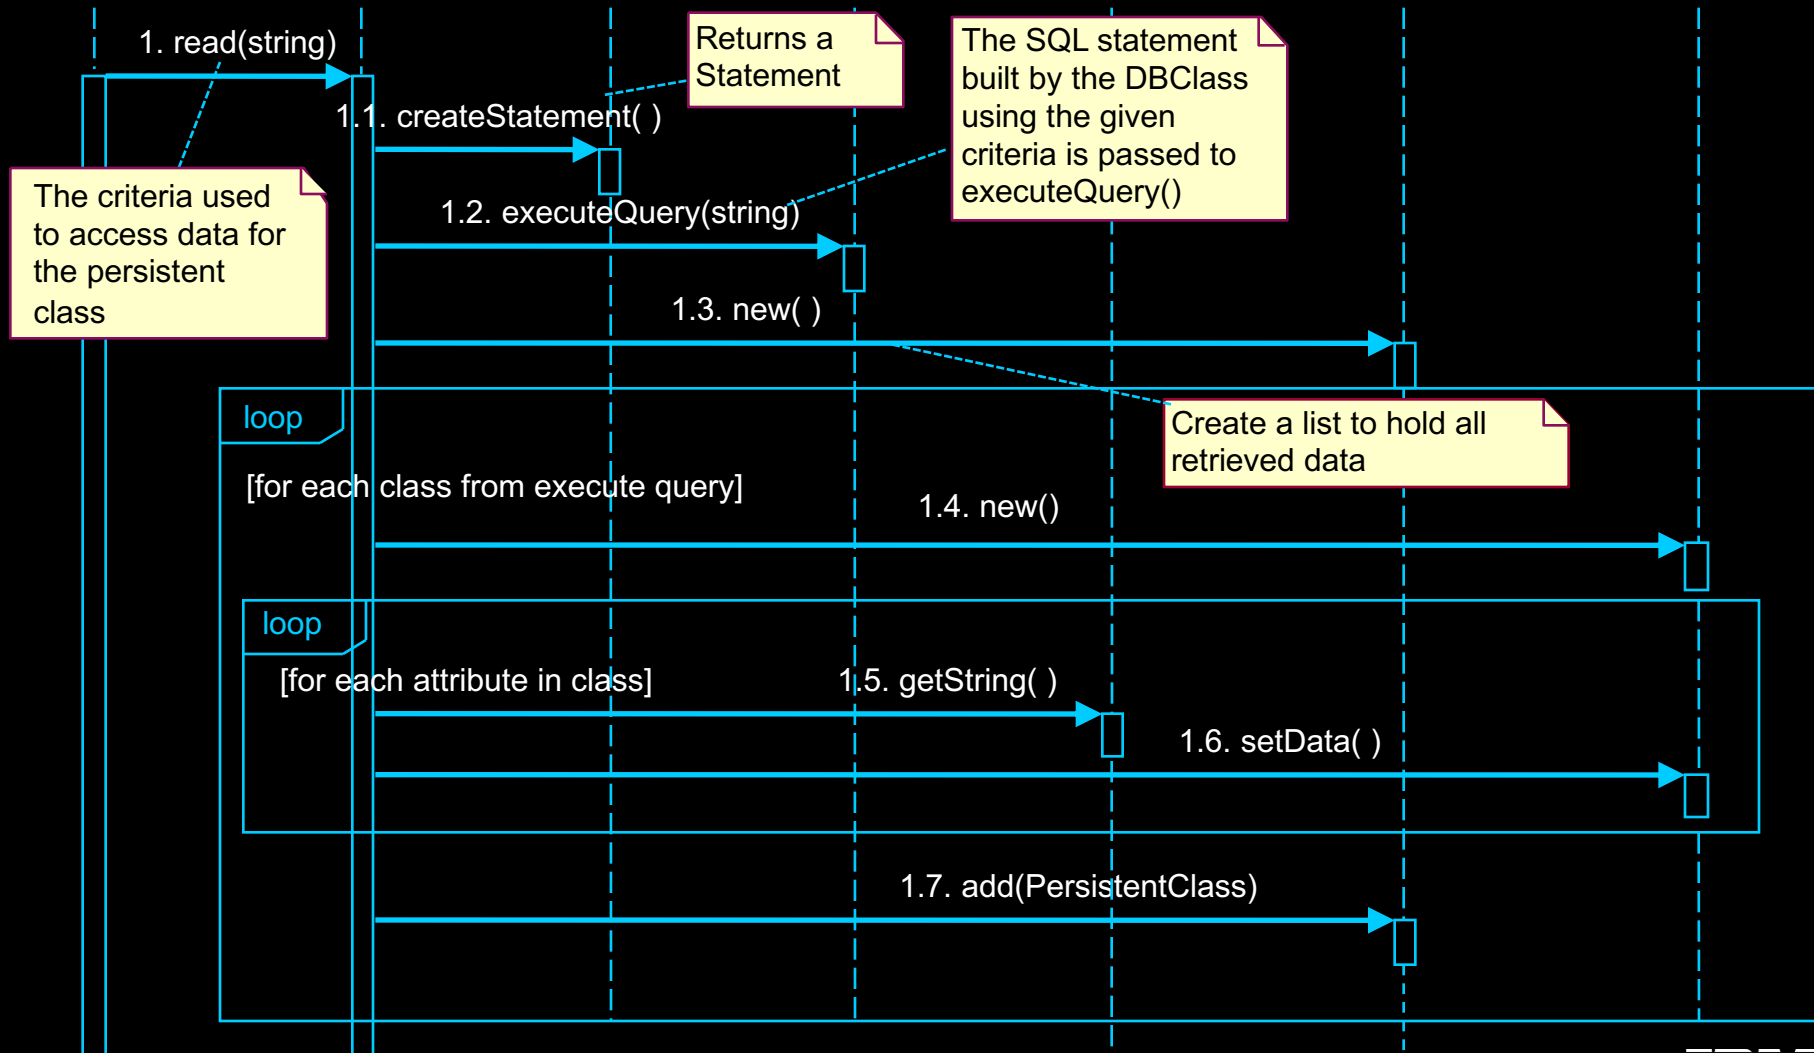 1. read(string)
Returns a
Statement
The SQL statement
built by the DBClass
using the given
criteria is passed to
executeQuery()
1.1. createStatement( )
The criteria used
to access data for
the persistent
class
1.2. executeQuery(string)
1.3. new( )
loop
Create a list to hold all
retrieved data
[for each class from execute query]
1.4. new()
loop
[for each attribute in class]
1.5. getString( )
1.6. setData( )
1.7. add(PersistentClass)